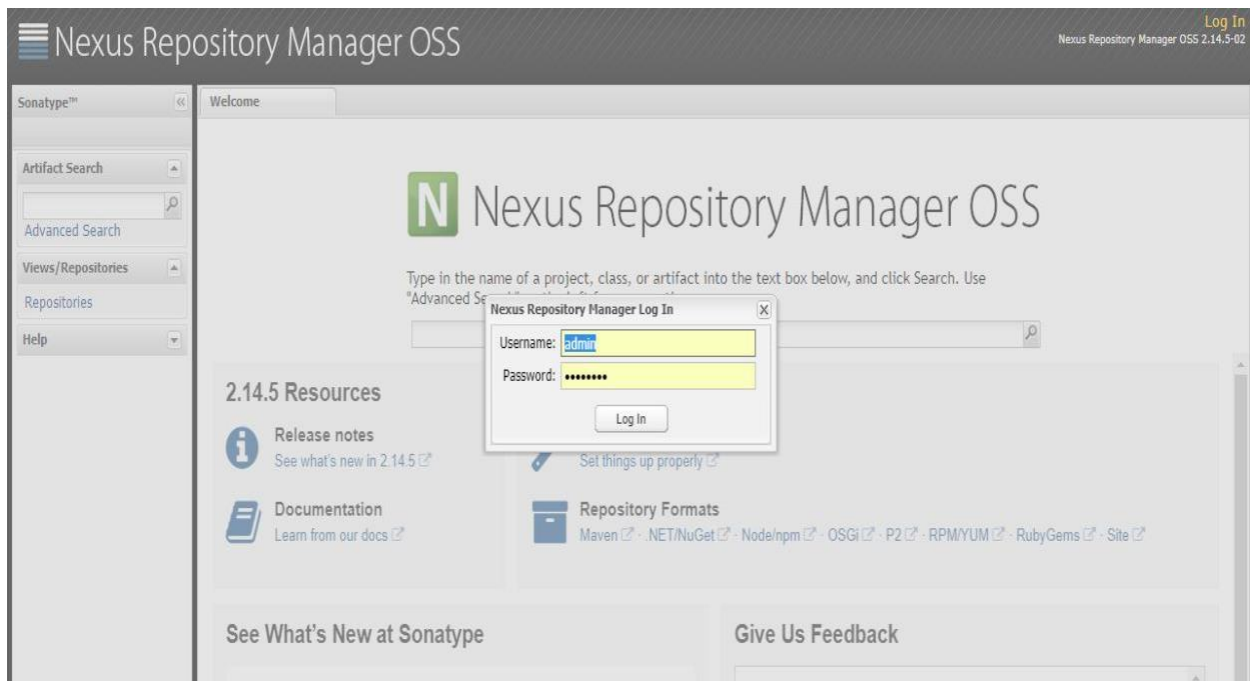 Nexus Repository Manager OSS
Log In
Nexus Repository Manager OSS 2.14.5-02
Sonatype™
Welcome
Artifact Search
Advanced Search
Views/Repositories
Repositories
Help
N Nexus Repository Manager OSS
Type in the name of a project, class, or artifact into the text box below, and click Search. Use
"Advanced
Nexus Repository Manager Log In
Username: admin
Password: ••••••••
Log In
2.14.5 Resources
Release notes
See what's new in 2.14.5
Set things up properly
Documentation
Learn from our docs
Repository Formats
Maven · .NET/NuGet · Node/npm · OSGi · P2 · RPM/YUM · RubyGems · Site
See What's New at Sonatype
Give Us Feedback